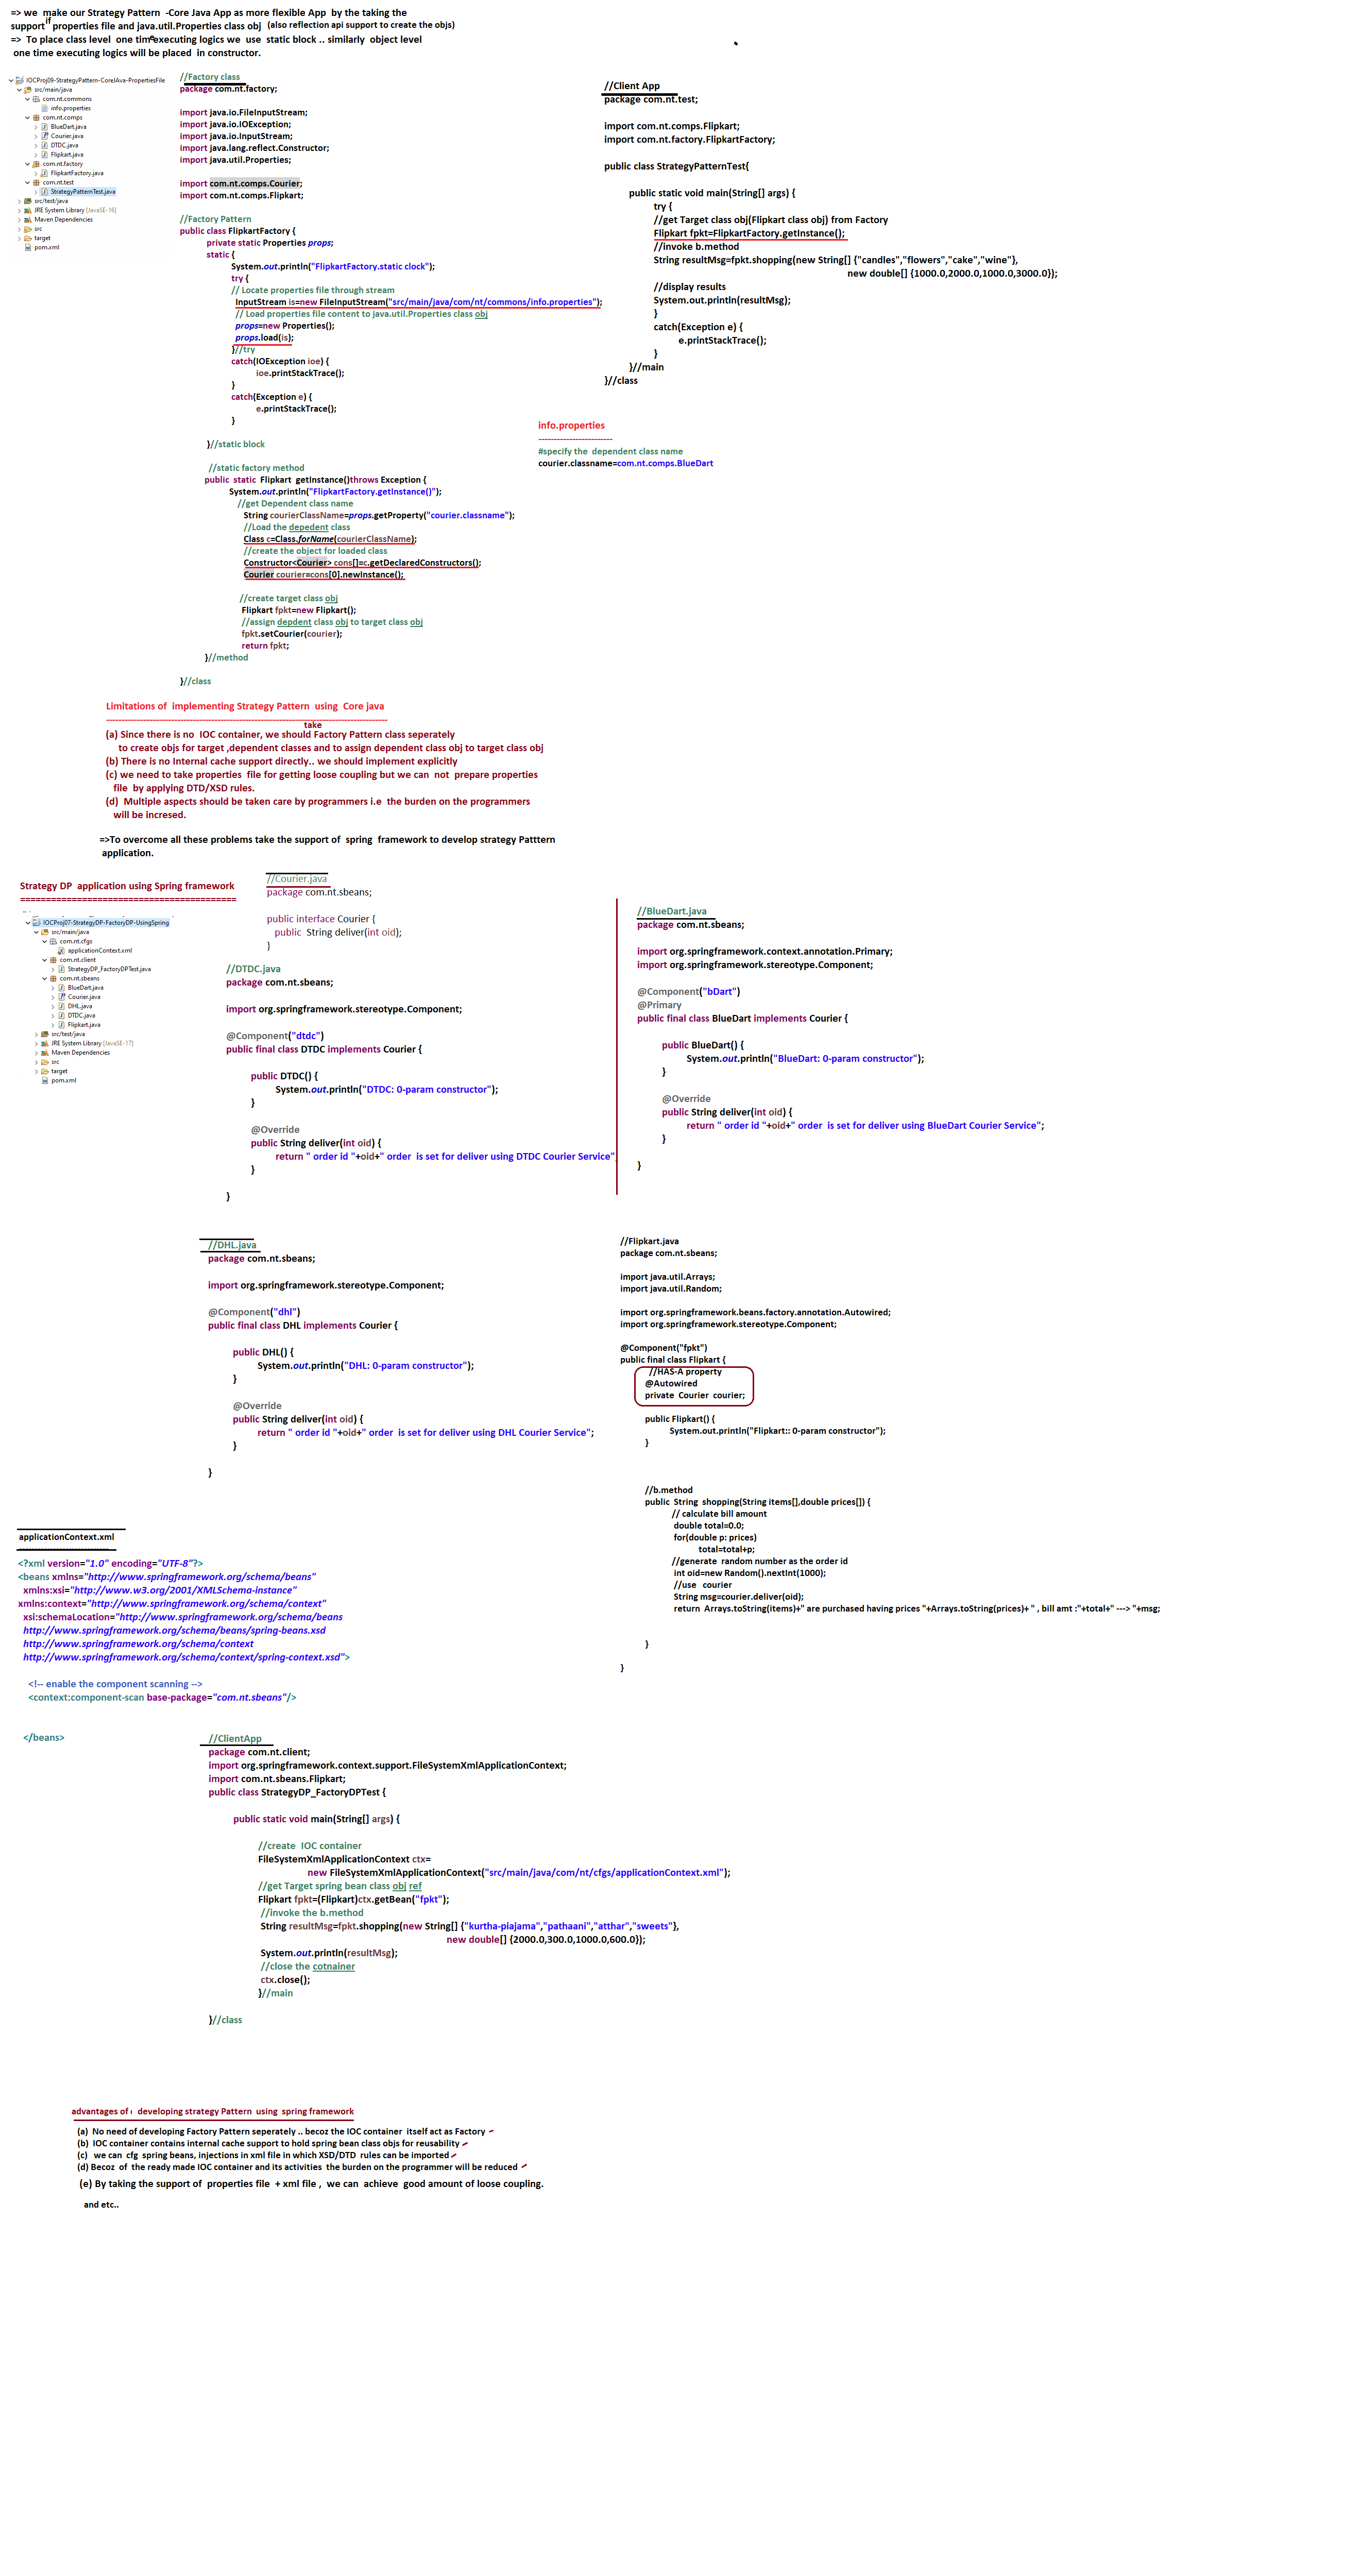 => we  make our Strategy Pattern  -Core Java App as more flexible App  by the taking the
support if properties file and java.util.Properties class obj  (also reflection api support to create the objs)
=>  To place class level  one time executing logics we  use  static block .. similarly  object level
one time executing logics will be placed  in constructor.
IOCProj09-StrategyPattern-CoreJAva-PropertiesFile
src/main/java
com.nt.commons
info.properties
com.nt.comps
BlueDart.java
Courier.java
DTDC.java
Flipkart.java
com.nt.factory
FlipkartFactory.java
com.nt.test
StrategyPatternTest.java
src/test/java
JRE System Library [JavaSE-16]
Maven Dependencies
src
target
pom.xml
//Factory class
package com.nt.factory;
import java.io.FileInputStream;
import java.io.IOException;
import java.io.InputStream;
import java.lang.reflect.Constructor;
import java.util.Properties;
import com.nt.comps.Courier;
import com.nt.comps.Flipkart;
//Factory Pattern
public class FlipkartFactory {
private static Properties props;
static {
System.out.println("FlipkartFactory.static clock");
try {
// Locate properties file through stream
InputStream is=new FileInputStream("src/main/java/com/nt/commons/info.properties");
// Load properties file content to java.util.Properties class obj
props=new Properties();
props.load(is);
}//try
catch(IOException ioe) {
ioe.printStackTrace();
}
catch(Exception e) {
e.printStackTrace();
}
}//static block
//static factory method
public  static  Flipkart  getInstance()throws Exception {
System.out.println("FlipkartFactory.getInstance()");
//get Dependent class name
String courierClassName=props.getProperty("courier.classname");
//Load the depedent class
Class c=Class.forName(courierClassName);
//create the object for loaded class
Constructor<Courier> cons[]=c.getDeclaredConstructors();
Courier courier=cons[0].newInstance();
//create target class obj
Flipkart fpkt=new Flipkart();
//assign depdent class obj to target class obj
fpkt.setCourier(courier);
return fpkt;
}//method
}//class
//Client App
package com.nt.test;
import com.nt.comps.Flipkart;
import com.nt.factory.FlipkartFactory;
public class StrategyPatternTest{
public static void main(String[] args) {
try {
//get Target class obj(Flipkart class obj) from Factory
Flipkart fpkt=FlipkartFactory.getInstance();
//invoke b.method
String resultMsg=fpkt.shopping(new String[] {"candles","flowers","cake","wine"},
new double[] {1000.0,2000.0,1000.0,3000.0});
//display results
System.out.println(resultMsg);
}
catch(Exception e) {
e.printStackTrace();
}
}//main
}//class
info.properties
------------------------
#specify the  dependent class name
courier.classname=com.nt.comps.BlueDart
Limitations of  implementing Strategy Pattern  using  Core java
--------------------------------------------------------------------------------------------
take
(a) Since there is no  IOC container, we should Factory Pattern class seperately
to create objs for target ,dependent classes and to assign dependent class obj to target class obj
(b) There is no Internal cache support directly.. we should implement explicitly
(c) we need to take properties  file for getting loose coupling but we can  not  prepare properties
file  by applying DTD/XSD rules.
(d)  Multiple aspects should be taken care by programmers i.e  the burden on the programmers
will be incresed.
=>To overcome all these problems take the support of  spring  framework to develop strategy Patttern
application.
Strategy DP  application using Spring framework
==========================================
IOCProj07-StrategyDP-FactoryDP-UsingSpring
src/main/java
com.nt.cfgs
applicationContext.xml
com.nt.client
StrategyDP_FactoryDPTest.java
com.nt.sbeans
BlueDart.java
Courier.java
DHL.java
DTDC.java
Flipkart.java
src/test/java
JRE System Library [JavaSE-17]
Maven Dependencies
src
target
pom.xml
//Courier.java
package com.nt.sbeans;
public interface Courier {
public  String deliver(int oid);
}
//DTDC.java
package com.nt.sbeans;
import org.springframework.stereotype.Component;
@Component("dtdc")
public final class DTDC implements Courier {
public DTDC() {
System.out.println("DTDC: 0-param constructor");
}
@Override
public String deliver(int oid) {
return " order id "+oid+" order  is set for deliver using DTDC Courier Service"
}
}
//BlueDart.java
package com.nt.sbeans;
import org.springframework.context.annotation.Primary;
import org.springframework.stereotype.Component;
@Component("bDart")
@Primary
public final class BlueDart implements Courier {
public BlueDart() {
System.out.println("BlueDart: 0-param constructor");
}
@Override
public String deliver(int oid) {
return " order id "+oid+" order  is set for deliver using BlueDart Courier Service";
}
}
//DHL.java
package com.nt.sbeans;
import org.springframework.stereotype.Component;
@Component("dhl")
public final class DHL implements Courier {
public DHL() {
System.out.println("DHL: 0-param constructor");
}
@Override
public String deliver(int oid) {
return " order id "+oid+" order  is set for deliver using DHL Courier Service";
}
}
//Flipkart.java
package com.nt.sbeans;
import java.util.Arrays;
import java.util.Random;
import org.springframework.beans.factory.annotation.Autowired;
import org.springframework.stereotype.Component;
@Component("fpkt")
public final class Flipkart {
//HAS-A property
@Autowired
private  Courier  courier;
public Flipkart() {
System.out.println("Flipkart:: 0-param constructor");
}
//b.method
public  String  shopping(String items[],double prices[]) {
// calculate bill amount
double total=0.0;
for(double p: prices)
total=total+p;
//generate  random number as the order id
int oid=new Random().nextInt(1000);
//use   courier
String msg=courier.deliver(oid);
return  Arrays.toString(items)+" are purchased having prices "+Arrays.toString(prices)+ " , bill amt :"+total+" ---> "+msg;
}
}
applicationContext.xml
------------------------------
<?xml version="1.0" encoding="UTF-8"?>
<beans xmlns="http://www.springframework.org/schema/beans"
xmlns:xsi="http://www.w3.org/2001/XMLSchema-instance"
xmlns:context="http://www.springframework.org/schema/context"
xsi:schemaLocation="http://www.springframework.org/schema/beans
http://www.springframework.org/schema/beans/spring-beans.xsd
http://www.springframework.org/schema/context
http://www.springframework.org/schema/context/spring-context.xsd">
<!-- enable the component scanning -->
<context:component-scan base-package="com.nt.sbeans"/>
</beans>
//ClientApp
package com.nt.client;
import org.springframework.context.support.FileSystemXmlApplicationContext;
import com.nt.sbeans.Flipkart;
public class StrategyDP_FactoryDPTest {
public static void main(String[] args) {
//create  IOC container
FileSystemXmlApplicationContext ctx=
new FileSystemXmlApplicationContext("src/main/java/com/nt/cfgs/applicationContext.xml");
//get Target spring bean class obj ref
Flipkart fpkt=(Flipkart)ctx.getBean("fpkt");
//invoke the b.method
String resultMsg=fpkt.shopping(new String[] {"kurtha-piajama","pathaani","atthar","sweets"},
new double[] {2000.0,300.0,1000.0,600.0});
System.out.println(resultMsg);
//close the cotnainer
ctx.close();
}//main
}//class
advantages of  developing strategy Pattern  using  spring framework
(a)  No need of developing Factory Pattern seperately .. becoz the IOC container  itself act as Factory
(b)  IOC container contains internal cache support to hold spring bean class objs for reusability
(c)   we can  cfg  spring beans, injections in xml file in which XSD/DTD  rules can be imported
(d) Becoz  of  the ready made IOC container and its activities  the burden on the programmer will be reduced
(e) By taking the support of  properties file  + xml file ,  we can  achieve  good amount of loose coupling.
and etc..